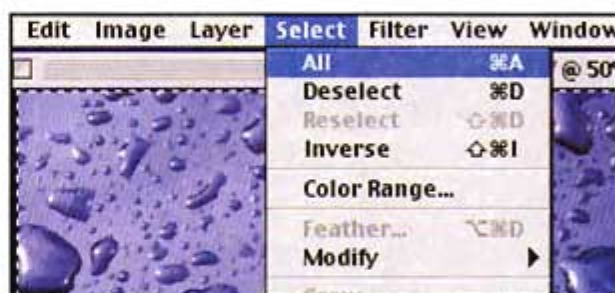 Edit Image Layer Select Filter View Window
All ⌘A
@ 50%
Deselect ⌘D
Reselect ⇧⌘D
Inverse ⇧⌘I
Color Range...
Feather... ⌥⌘D
Modify